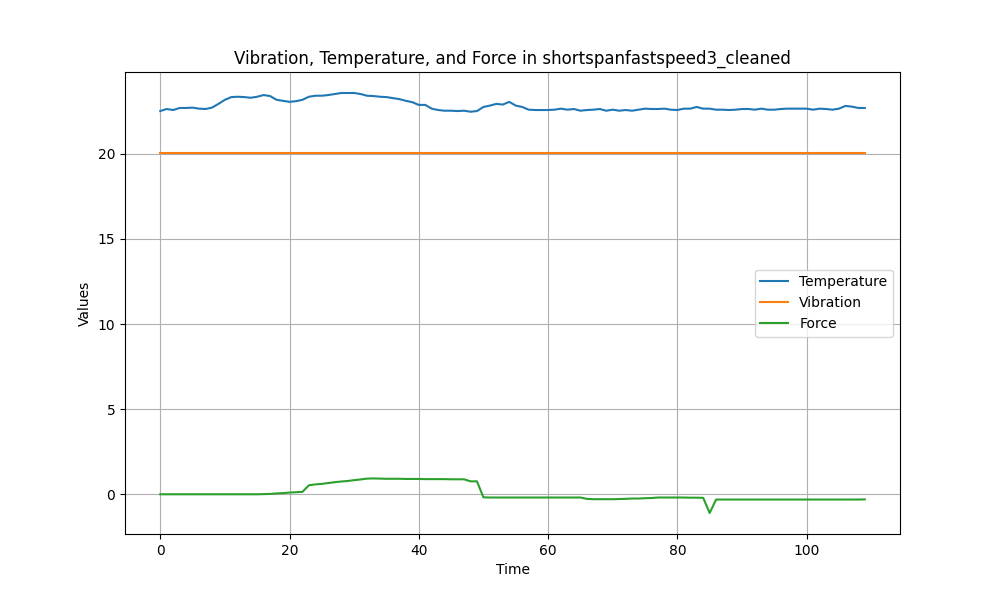 Vibration, Temperature, and Force in shortspanfastspeed3_cleaned
Values
20
15
10
5
0
Temperature
Vibration
Force
0 20 40 60 80 100
Time